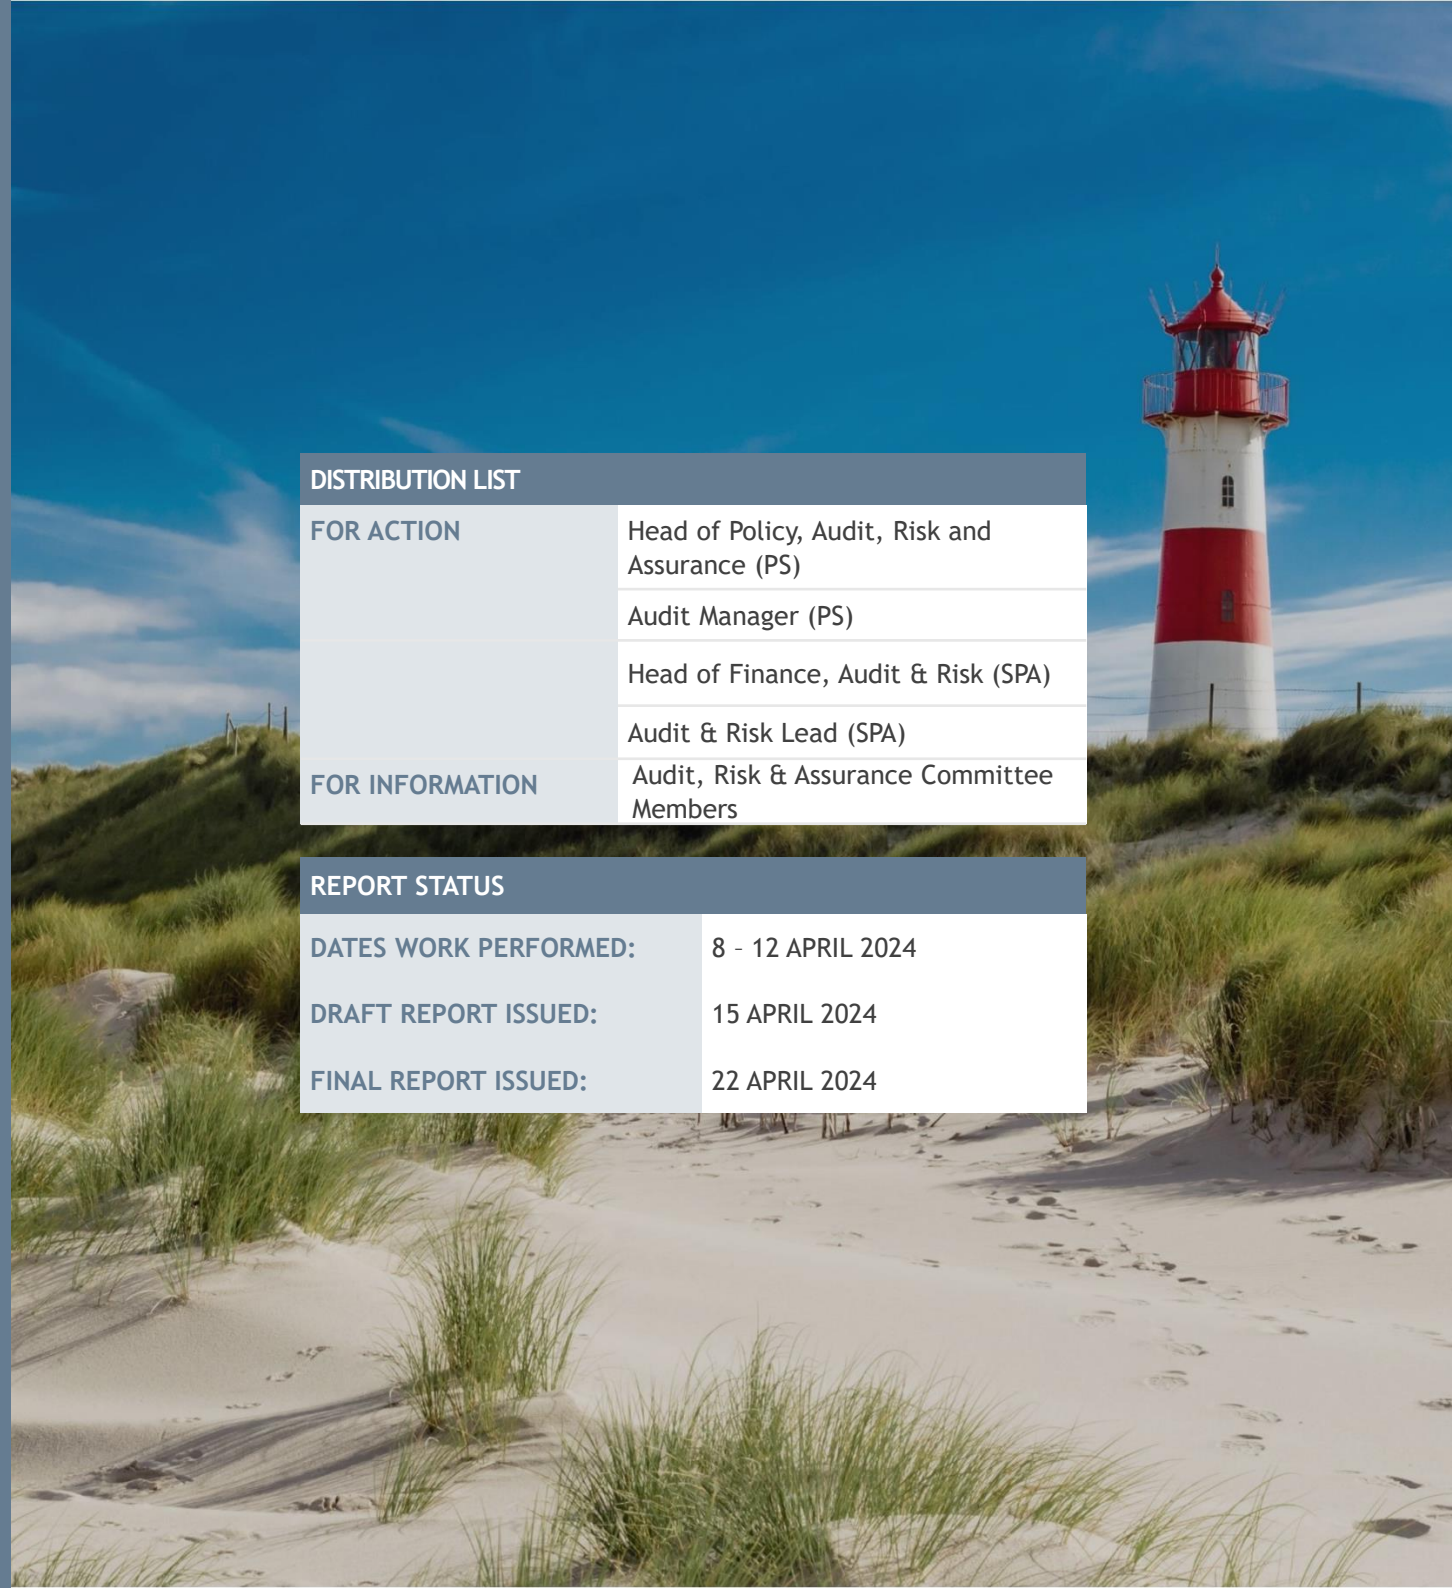 DISTRIBUTION LIST
FOR ACTION
Head of Policy, Audit, Risk and
Assurance (PS)
Audit Manager (PS)
Head of Finance, Audit & Risk (SPA)
Audit & Risk Lead (SPA)
FOR INFORMATION
Audit, Risk & Assurance Committee
Members
REPORT STATUS
DATES WORK PERFORMED:
8 – 12 APRIL 2024
DRAFT REPORT ISSUED:
15 APRIL 2024
FINAL REPORT ISSUED:
22 APRIL 2024